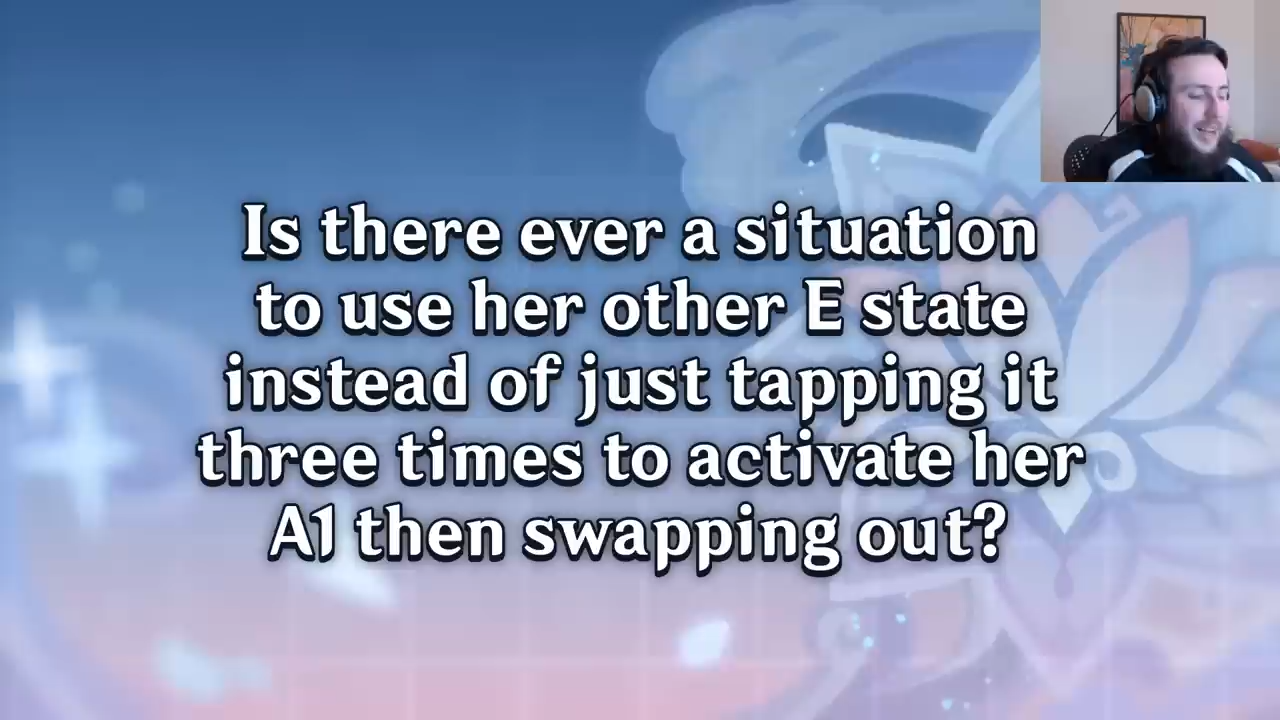 Is there ever a situation
to use her other E state
instead of just tapping it
three times to activate her
A1 then swapping out?